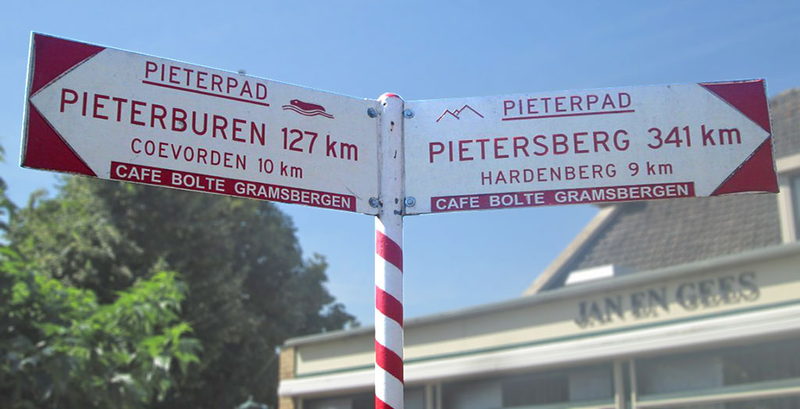 PIETERPAD
PIETERBUREN 127 km
COEVORDEN 10 km
CAFE BOLTE GRAMSBERGEN
PIETERPAD
PIETERSBERG 341 km
HARDENBERG 9 km
CAFE BOLTE GRAMSBERGEN
JAN EN GEES